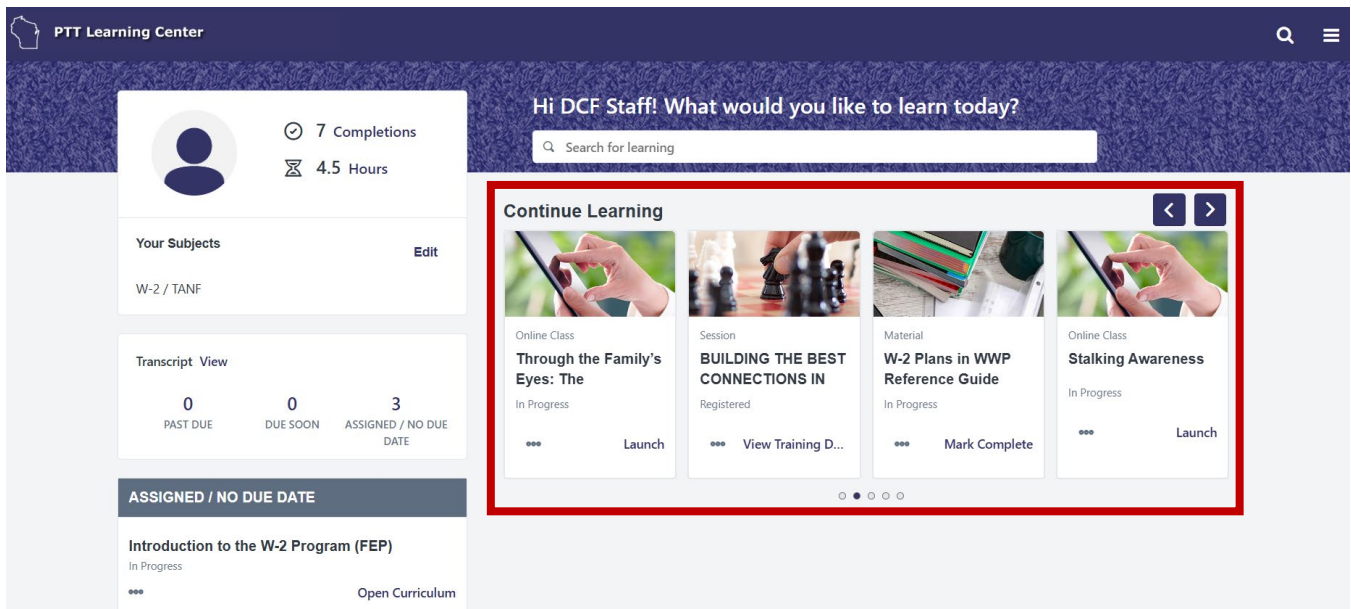 PTT Learning Center
Hi DCF Staff! What would you like to learn today?
Search for learning
7 Completions
4.5 Hours
Your Subjects
Edit
W-2 / TANF
Transcript View
0
PAST DUE
0
DUE SOON
3
ASSIGNED / NO DUE
DATE
ASSIGNED / NO DUE DATE
Introduction to the W-2 Program (FEP)
In Progress
Open Curriculum
Continue Learning
Online Class
Through the Family's
Eyes: The
In Progress
Launch
Session
BUILDING THE BEST
CONNECTIONS IN
Registered
View Training D...
Material
W-2 Plans in WWP
Reference Guide
In Progress
Mark Complete
Online Class
Stalking Awareness
In Progress
Launch